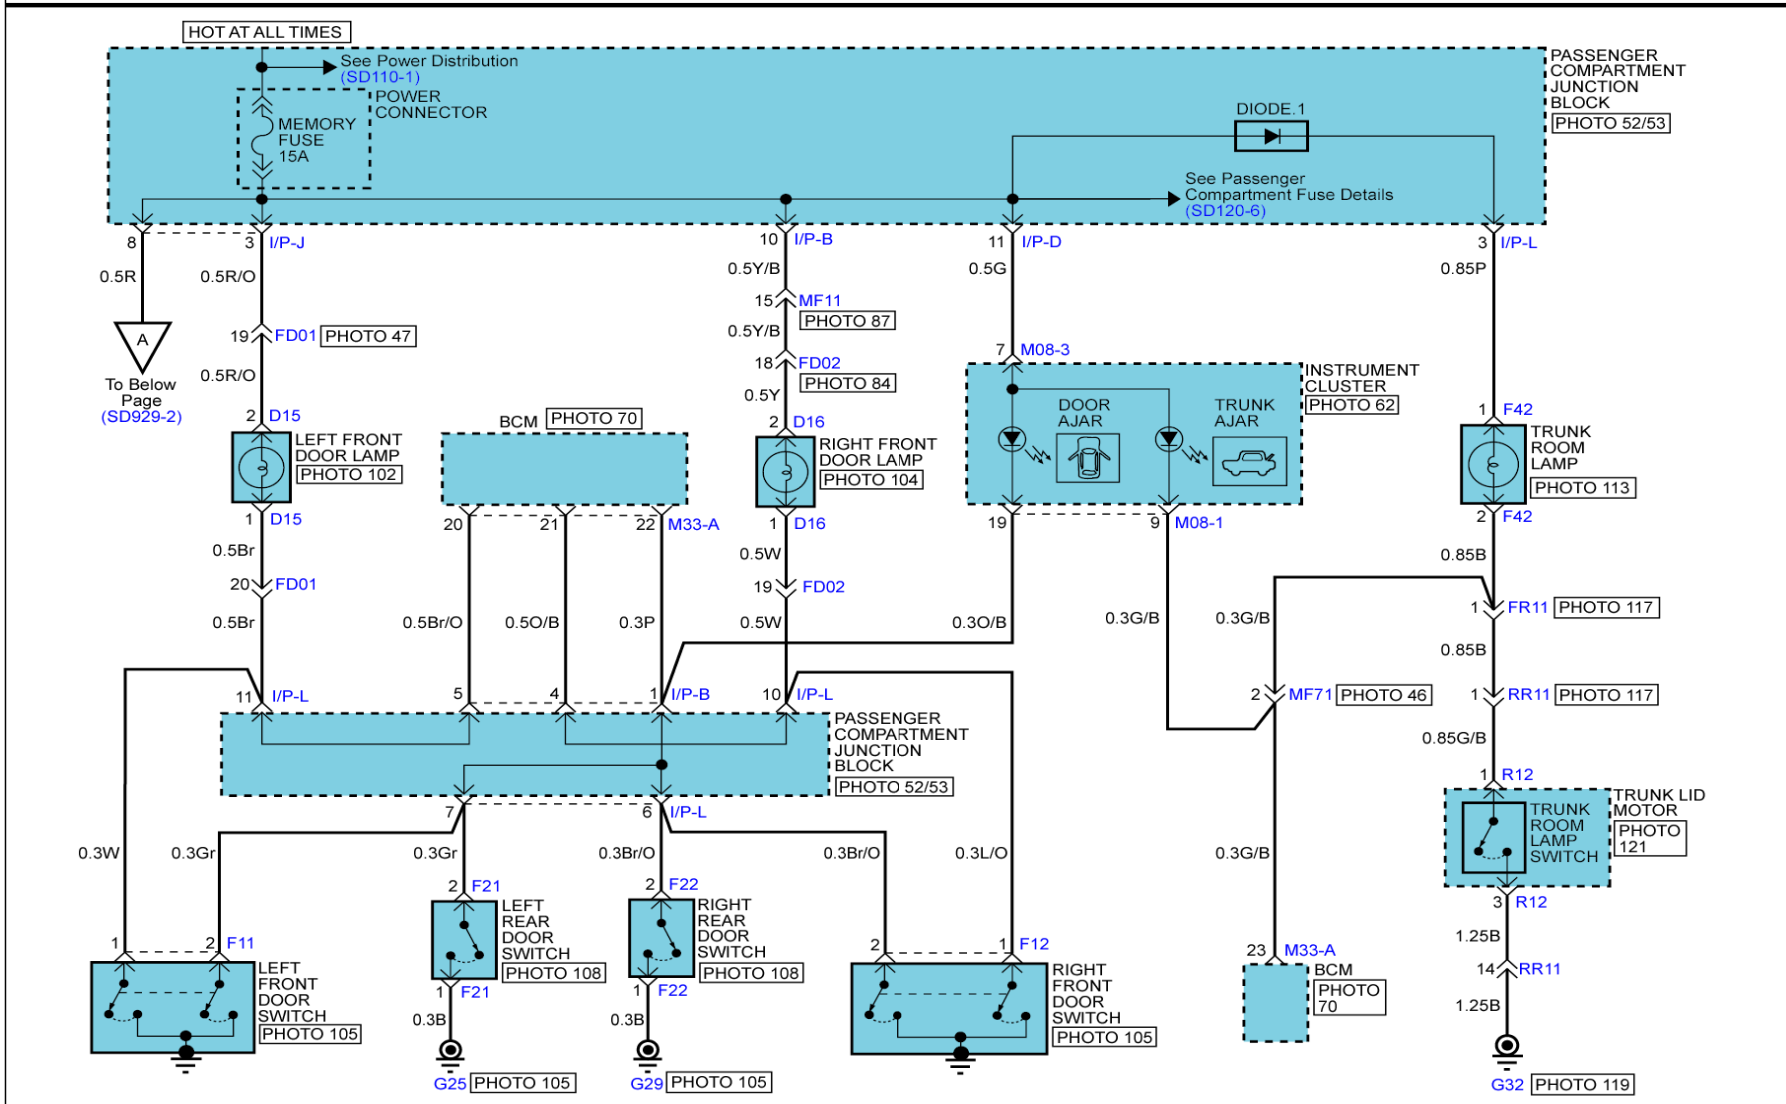 HOT AT ALL TIMES
See Power Distribution
(SD110-1)
POWER
CONNECTOR
MEMORY
FUSE
15A
DIODE.1
PASSENGER
COMPARTMENT
JUNCTION
BLOCK
PHOTO 52/53
See Passenger
Compartment Fuse Details
(SD120-6)
8 3 I/P-J 10 I/P-B 11 I/P-D 3 I/P-L
0.5R 0.5R/O 0.5Y/B 0.5G 0.85P
15 MF11
PHOTO 87
0.5Y/B
A
To Below
Page
(SD929-2)
19 FD01 PHOTO 47
0.5R/O
18 FD02
PHOTO 84
0.5Y
7 M08-3
INSTRUMENT
CLUSTER
PHOTO 62
DOOR
AJAR
TRUNK
AJAR
2 D15
LEFT FRONT
DOOR LAMP
PHOTO 102
1 D15
BCM PHOTO 70
20 21 22 M33-A
2 D16
RIGHT FRONT
DOOR LAMP
PHOTO 104
1 D16
19 9 M08-1
1 F42
TRUNK
ROOM
LAMP
PHOTO 113
2 F42
0.5Br 0.5W 0.85B
20 FD01 19 FD02
1 FR11 PHOTO 117
0.5Br 0.5Br/O 0.5O/B 0.3P 0.5W 0.3O/B 0.3G/B 0.3G/B
0.85B
11 I/P-L 5 4 1 I/P-B 10 I/P-L 2 MF71 PHOTO 46 1 RR11 PHOTO 117
PASSENGER
COMPARTMENT
JUNCTION
BLOCK
PHOTO 52/53
0.85G/B
7 6 I/P-L
1 R12
TRUNK LID
MOTOR
PHOTO
121
TRUNK
ROOM
LAMP
SWITCH
3 R12
0.3W 0.3Gr 0.3Gr 0.3Br/O 0.3Br/O 0.3L/O 0.3G/B
2 F21
LEFT
REAR
DOOR
SWITCH
PHOTO 108
1 F21
2 F22
RIGHT
REAR
DOOR
SWITCH
PHOTO 108
1 F22
1 2 F11
LEFT
FRONT
DOOR
SWITCH
PHOTO 105
2 1 F12
RIGHT
FRONT
DOOR
SWITCH
PHOTO 105
23 M33-A
BCM
PHOTO
70
1.25B
14 RR11
1.25B
0.3B 0.3B
G25 PHOTO 105
G29 PHOTO 105
G32 PHOTO 119